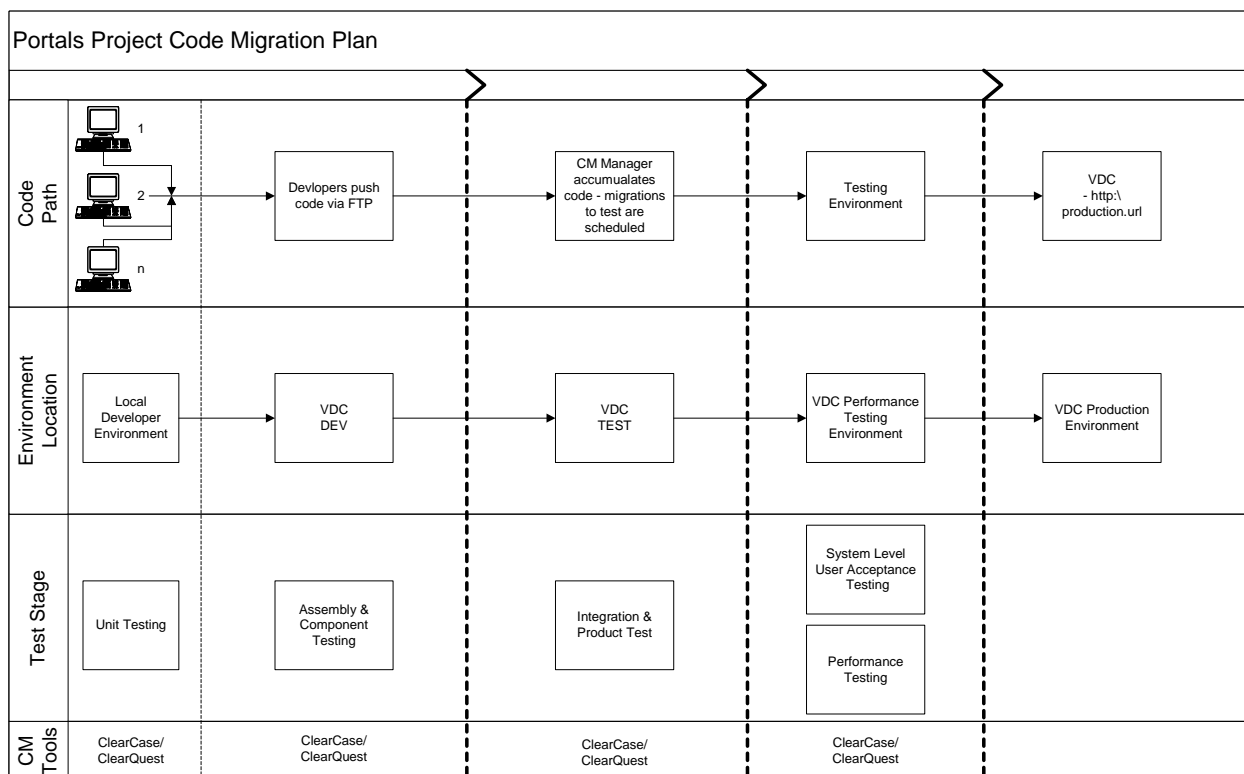 Portals Project Code Migration Plan
Code
Path
1
2
n
Devlopers push
code via FTP
CM Manager
accumualates
code - migrations
to test are
scheduled
Testing
Environment
VDC
- http:\
production.url
Environment
Location
Local
Developer
Environment
VDC
DEV
VDC
TEST
VDC Performance
Testing
Environment
VDC Production
Environment
Test Stage
Unit Testing
Assembly &
Component
Testing
Integration &
Product Test
System Level
User Acceptance
Testing
Performance
Testing
CM
Tools
ClearCase/
ClearQuest
ClearCase/
ClearQuest
ClearCase/
ClearQuest
ClearCase/
ClearQuest